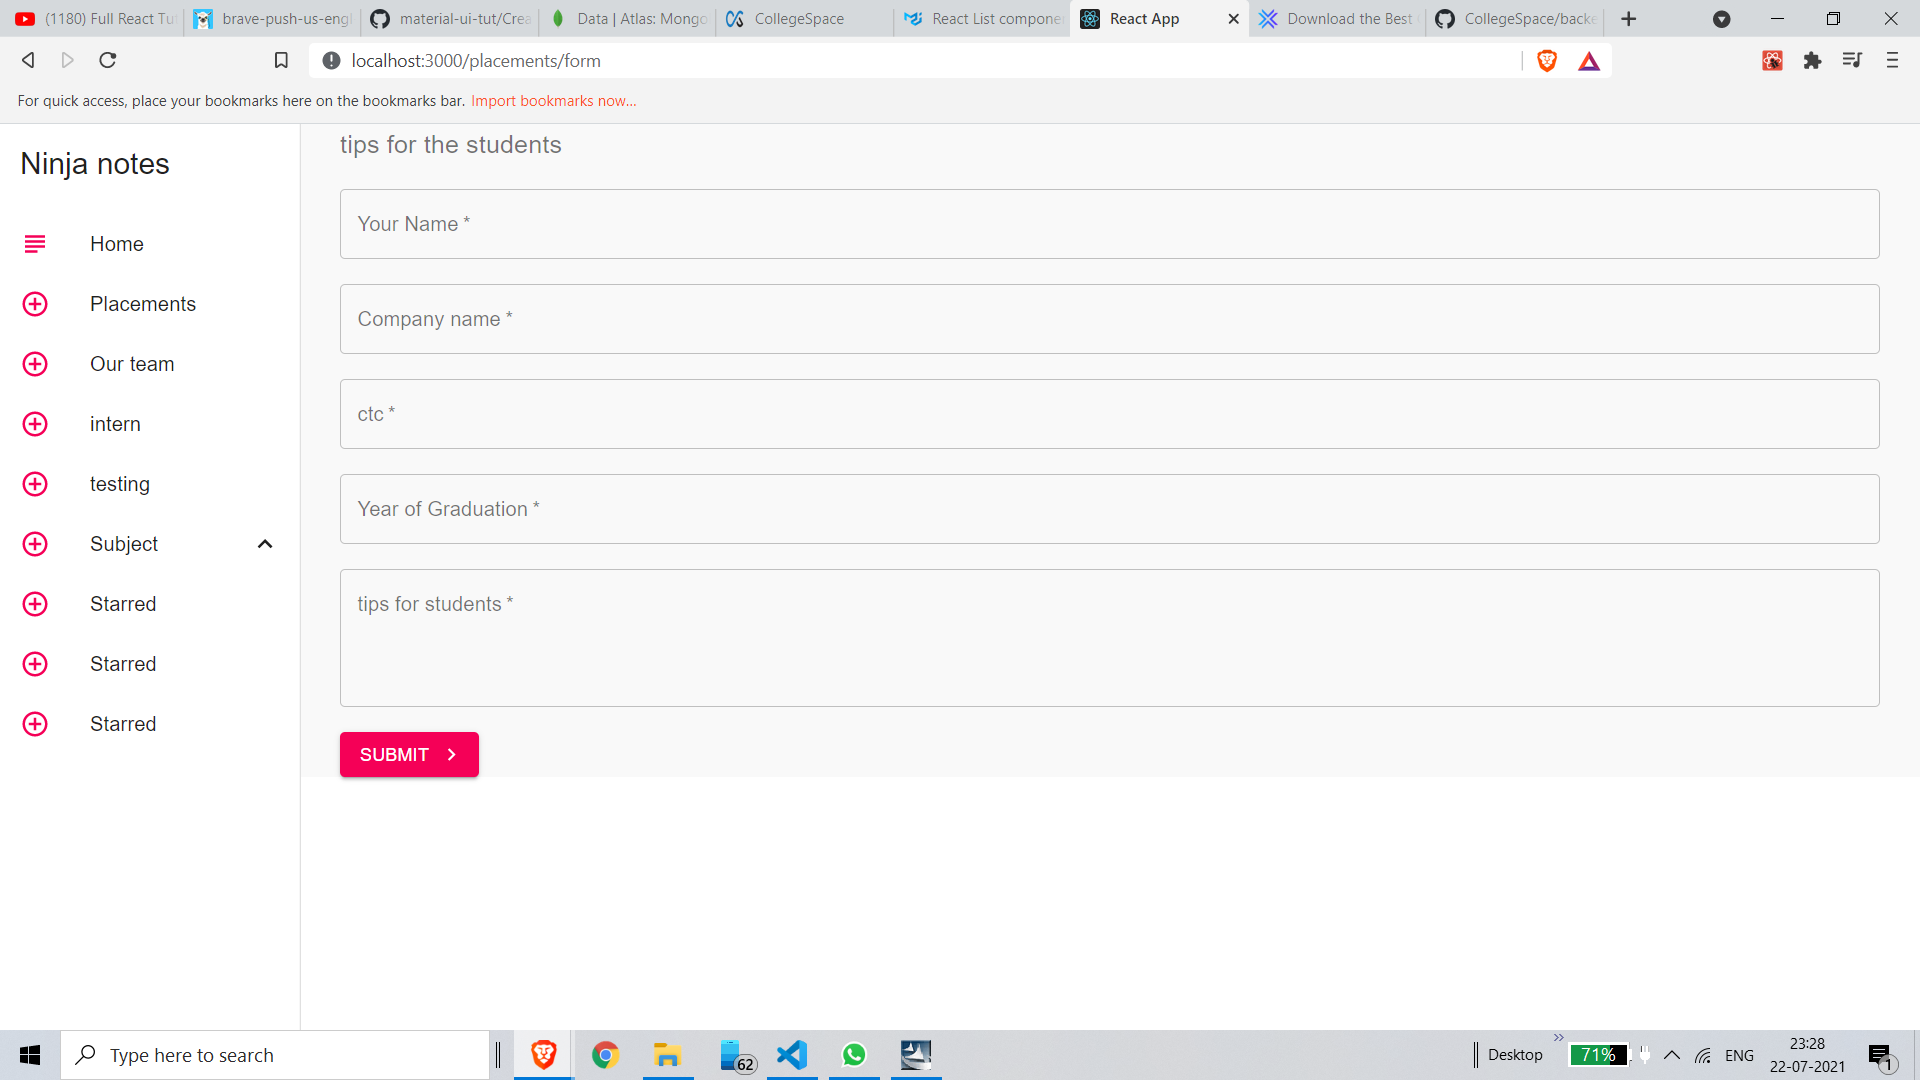 (1180) Full React Tu
brave-push-us-engl
material-ui-tut/Crea
Data | Atlas: Mongo
CollegeSpace
React List compone
React App
Download the Best
CollegeSpace/backe
localhost:3000/placements/form
For quick access, place your bookmarks here on the bookmarks bar. Import bookmarks now...
Ninja notes
Home
Placements
Our team
intern
testing
Subject
Starred
Starred
Starred
tips for the students
Your Name *
Company name *
ctc *
Year of Graduation *
tips for students *
SUBMIT
Type here to search
62
Desktop
71%
ENG
23:28
22-07-2021
1